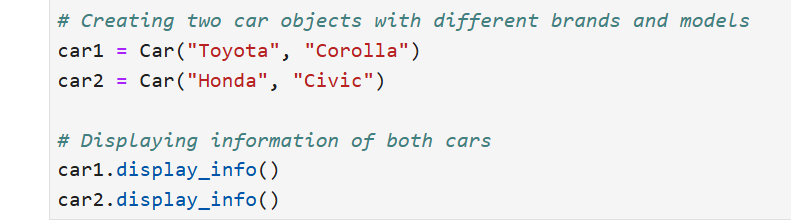 # Creating two car objects with different brands and models
car1 = Car("Toyota", "Corolla")
car2 = Car("Honda", "Civic")
# Displaying information of both cars
car1.display_info()
car2.display_info()